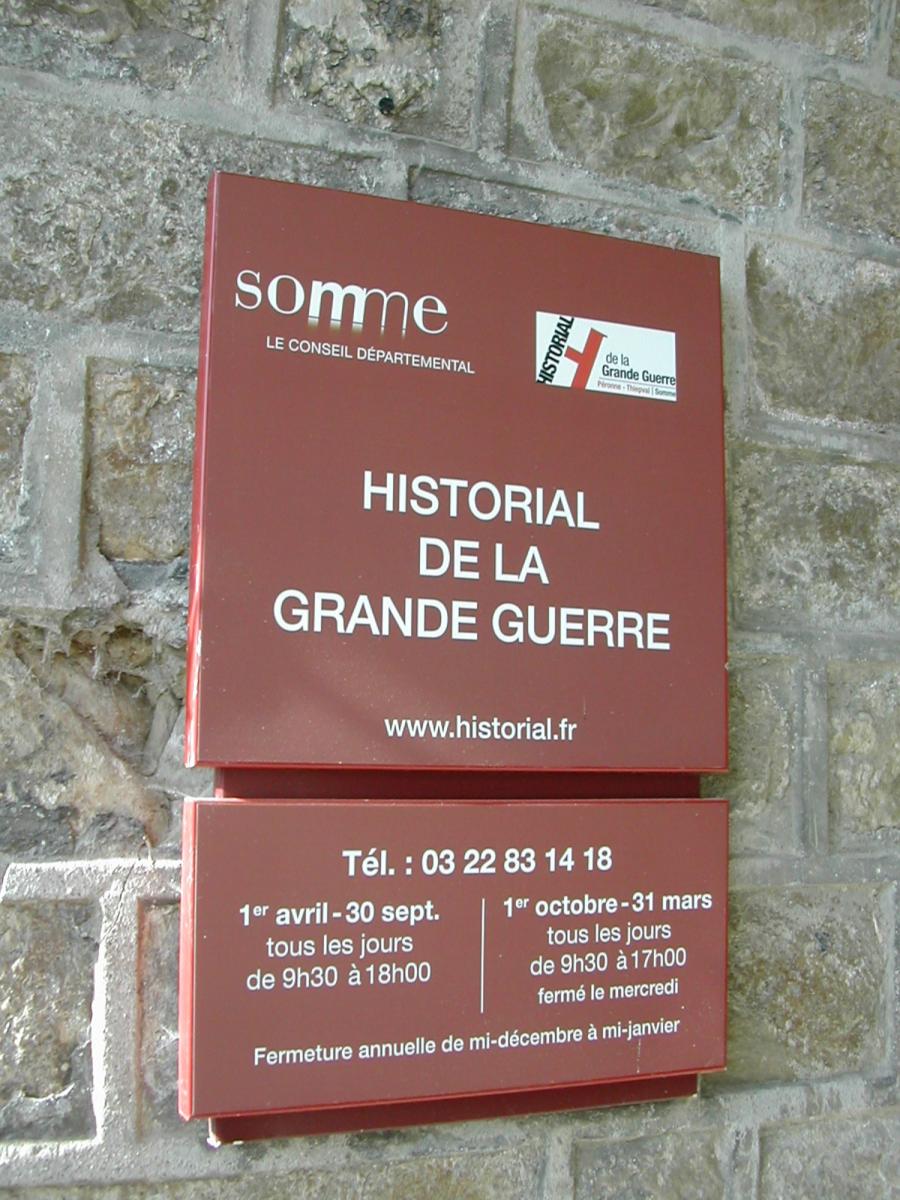 somme
LE CONSEIL DÉPARTEMENTAL
HISTORIAL
de la
Grande Guerre
Péronne - Thiepval | Somme
HISTORIAL
DE LA
GRANDE GUERRE
www.historial.fr
Tél. : 03 22 83 14 18
1er avril - 30 sept.
tous les jours
de 9h30 à 18h00
1er octobre - 31 mars
tous les jours
de 9h30 à 17h00
fermé le mercredi
Fermeture annuelle de mi-décembre à mi-janvier